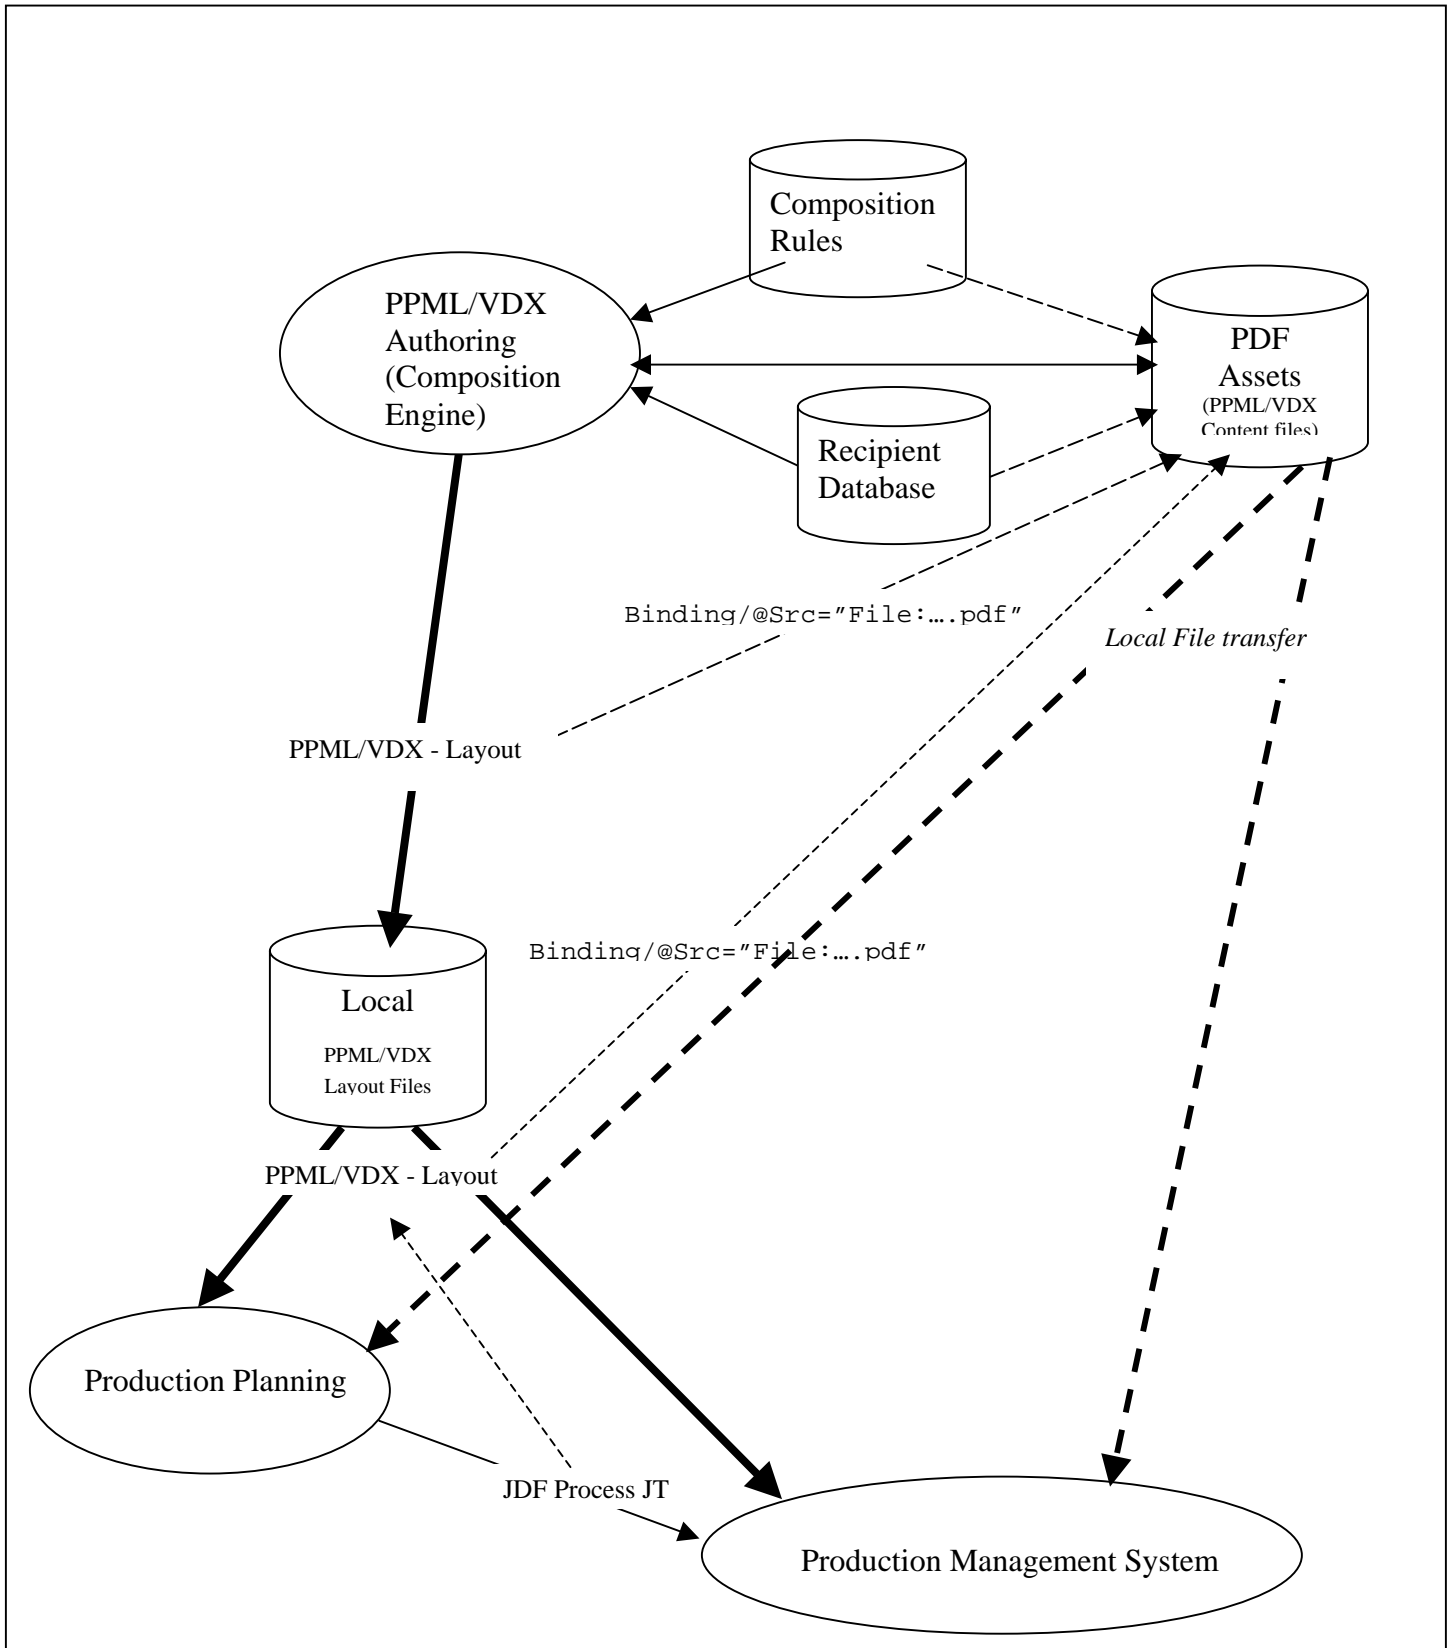 Composition
Rules
PPML/VDX
Authoring
(Composition
Engine)
PDF
Assets
(PPML/VDX
Content files)
Recipient
Database
Binding/@Src=″File:….pdf″
Local File transfer
PPML/VDX - Layout
Binding/@Src=″File:….pdf″
Local
PPML/VDX
Layout Files
PPML/VDX - Layout
Production Planning
JDF Process JT
Production Management System